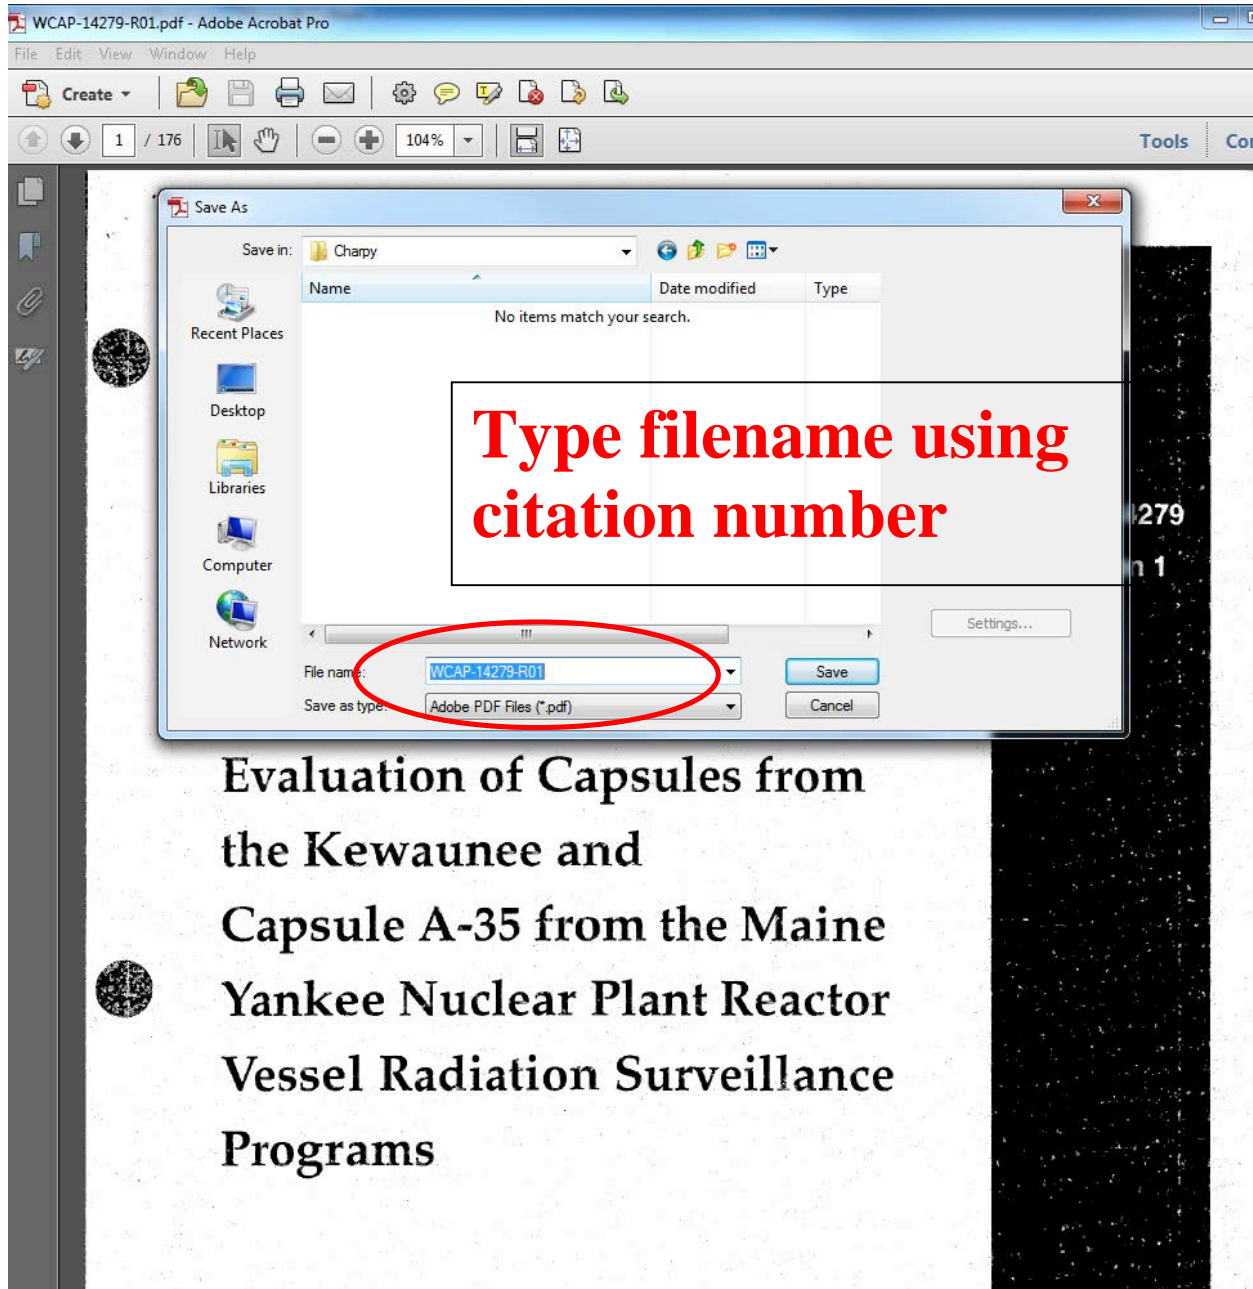 WCAP-14279-R01.pdf - Adobe Acrobat Pro
File Edit View Window Help
Create
1 / 176 104% Tools
Save As
Save in: Charpy
Name Date modified Type
No items match your search.
Recent Places
Desktop
Libraries
Computer
Network
Type filename using
citation number
279
n 1
Settings...
File name: WCAP-14279-R01 Save
Save as type: Adobe PDF Files (*.pdf) Cancel
Evaluation of Capsules from
the Kewaunee and
Capsule A-35 from the Maine
Yankee Nuclear Plant Reactor
Vessel Radiation Surveillance
Programs